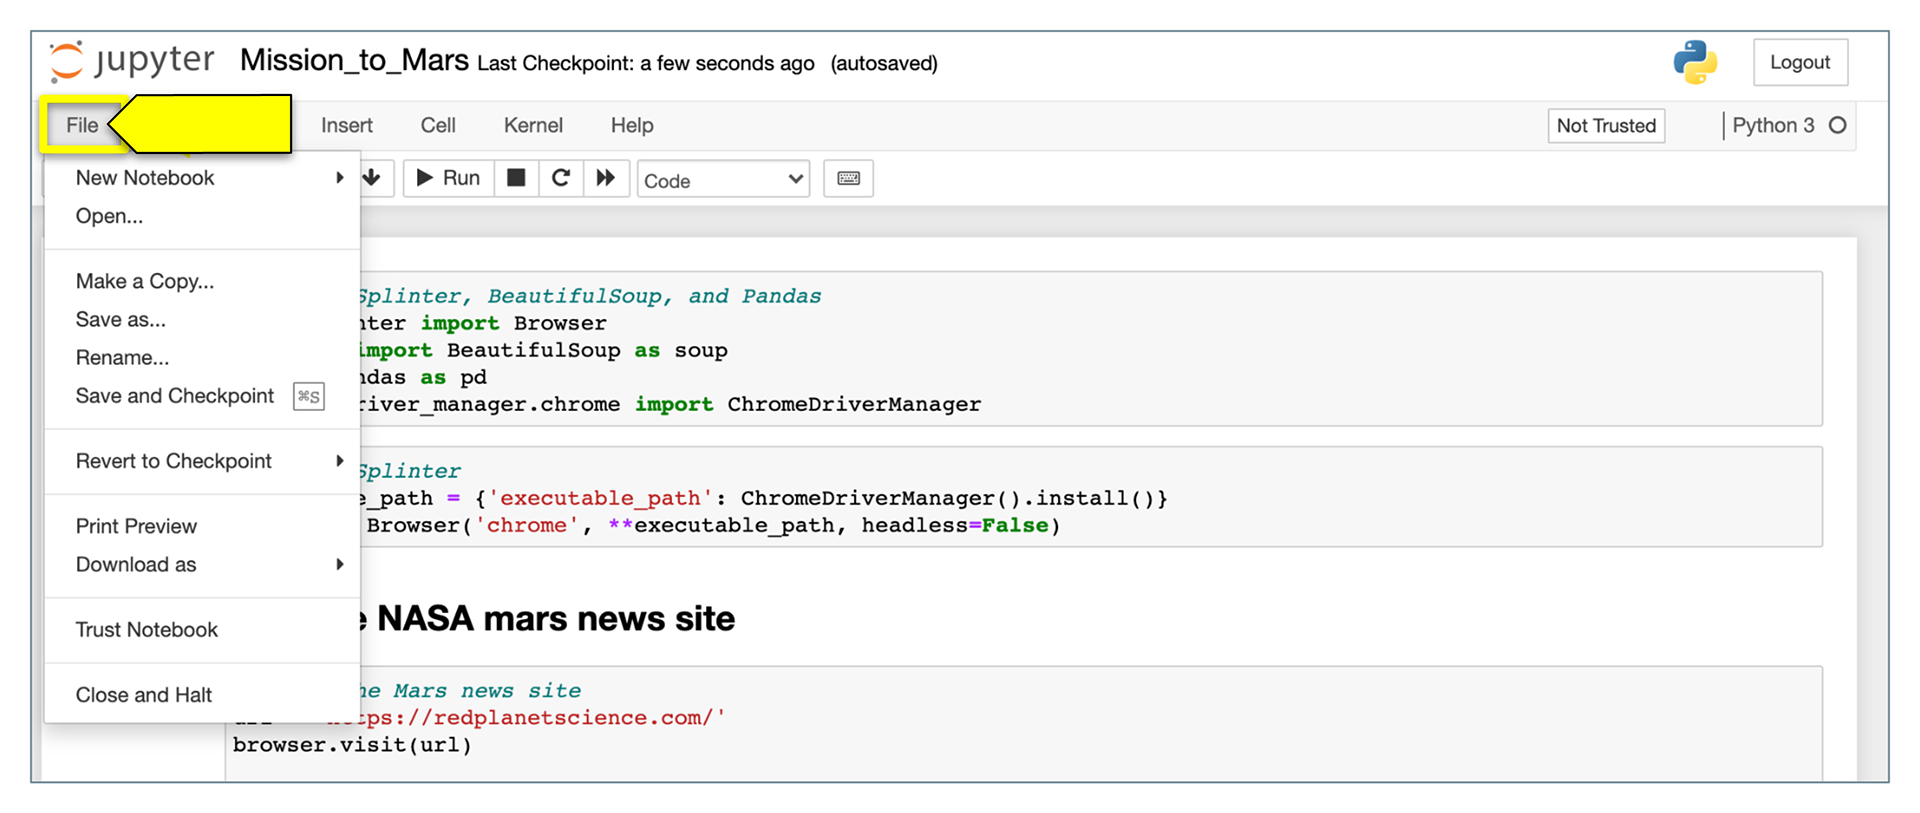 jupyter Mission_to_Mars Last Checkpoint: a few seconds ago (autosaved) Logout
File Insert Cell Kernel Help Not Trusted Python 3
Run Code
New Notebook
Open...
Make a Copy...
Save as...
Rename...
Save and Checkpoint ⌘S
Revert to Checkpoint
Print Preview
Download as
Trust Notebook
Close and Halt
Splinter, BeautifulSoup, and Pandas
nter import Browser
import BeautifulSoup as soup
ndas as pd
river_manager.chrome import ChromeDriverManager
Splinter
e_path = {'executable_path': ChromeDriverManager().install()}
Browser('chrome', **executable_path, headless=False)
e NASA mars news site
he Mars news site
tps://redplanetscience.com/'
browser.visit(url)